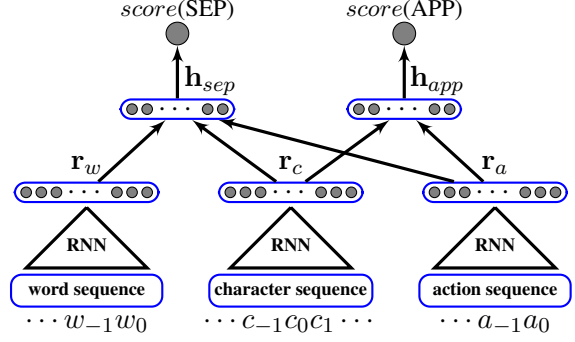 score(SEP) score(APP)
h_sep h_app
· · · · · ·
r_w r_c r_a
· · · · · · · · ·
RNN RNN RNN
word sequence character sequence action sequence
· · · w_{-1}w_0 · · · c_{-1}c_0c_1 · · · · · · a_{-1}a_0